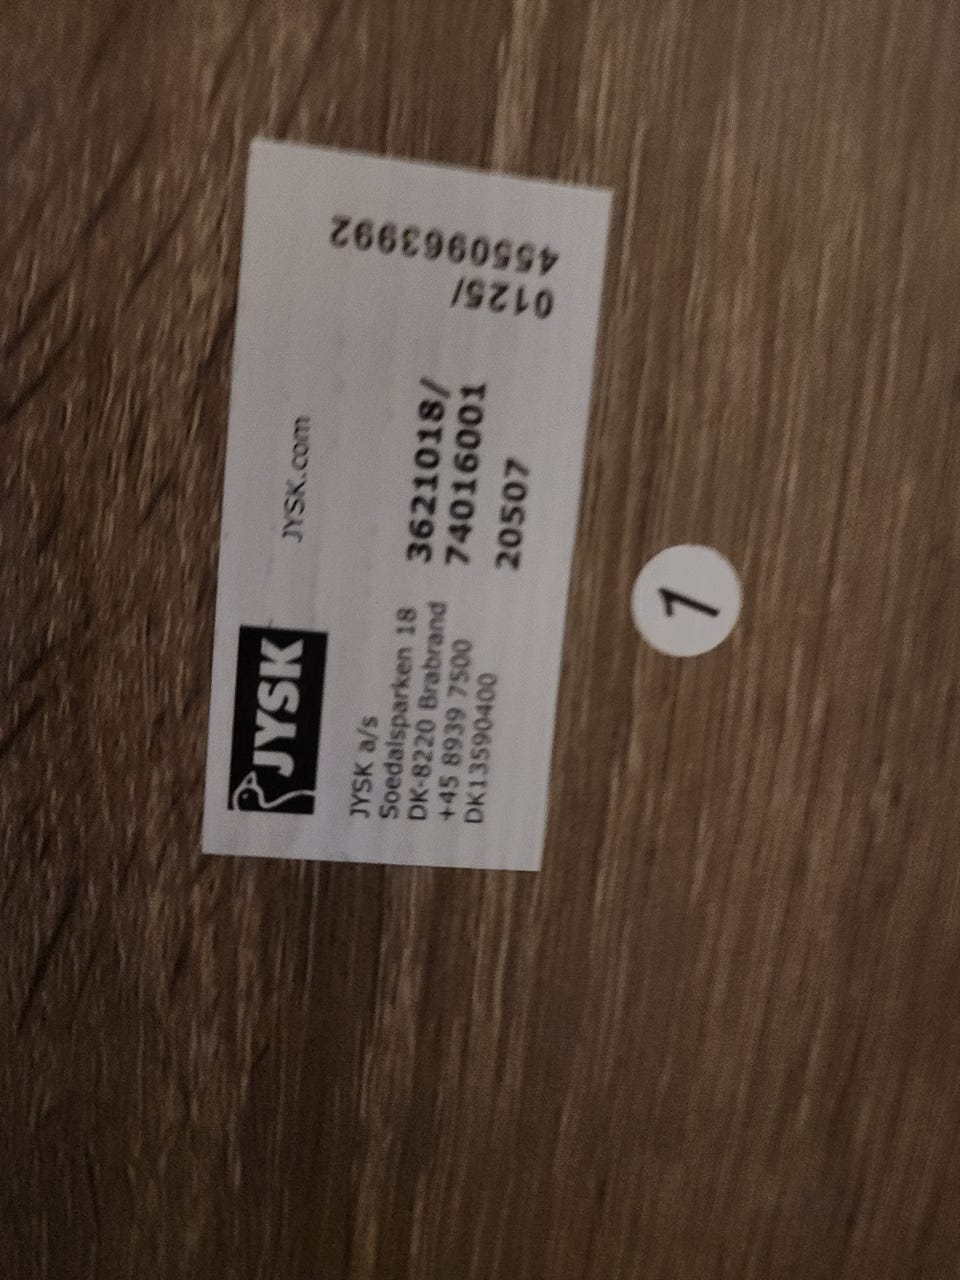 JYSK
JYSK.com
JYSK a/s
Soedalsparken 18
DK-8220 Brabrand
+45 8939 7500
DK13590400
3621018/
74016001
20507
0125/
4550963992
1